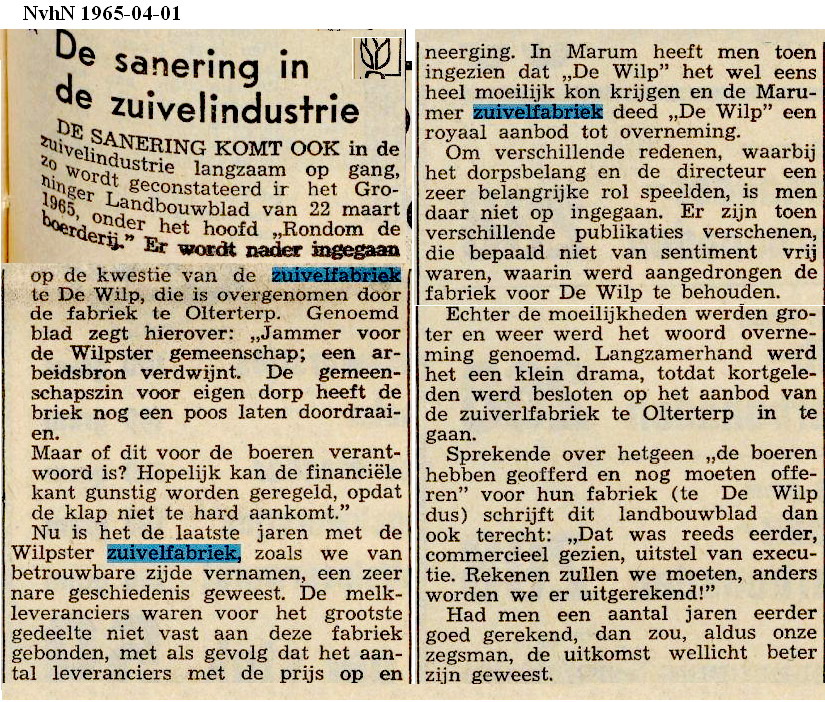 NvhN 1965-04-01
De sanering in
de zuivelindustrie
DE SANERING KOMT OOK in de
zuivelindustrie langzaam op gang,
zo wordt geconstateerd ir het Gro-
ninger Landbouwblad van 22 maart
1965, onder het hoofd „Rondom de
boerderij.” Er wordt nader ingegaan
op de kwestie van de zuivelfabriek
te De Wilp, die is overgenomen door
de fabriek te Olterterp. Genoemd
blad zegt hierover: „Jammer voor
de Wilpster gemeenschap; een ar-
beidsbron verdwijnt. De gemeen-
schapszin voor eigen dorp heeft de
briek nog een poos laten doordraai-
en.
Maar of dit voor de boeren verant-
woord is? Hopelijk kan de financiële
kant gunstig worden geregeld, opdat
de klap niet te hard aankomt.”
Nu is het de laatste jaren met de
Wilpster zuivelfabriek, zoals we van
betrouwbare zijde vernamen, een zeer
nare geschiedenis geweest. De melk-
leveranciers waren voor het grootste
gedeelte niet vast aan deze fabriek
gebonden, met als gevolg dat het aan-
tal leveranciers met de prijs op en
neerging. In Marum heeft men toen
ingezien dat „De Wilp” het wel eens
heel moeilijk kon krijgen en de Maru-
mer zuivelfabriek deed „De Wilp” een
royaal aanbod tot overneming.
Om verschillende redenen, waarbij
het dorpsbelang en de directeur een
zeer belangrijke rol speelden, is men
daar niet op ingegaan. Er zijn toen
verschillende publikaties verschenen,
die bepaald niet van sentiment vrij
waren, waarin werd aangedrongen de
fabriek voor De Wilp te behouden.
Echter de moeilijkheden werden gro-
ter en weer werd het woord overne-
ming genoemd. Langzamerhand werd
het een klein drama, totdat kortgele-
den werd besloten op het aanbod van
de zuiverlfabriek te Olterterp in te
gaan.
Sprekende over hetgeen „de boeren
hebben geofferd en nog moeten offe-
ren” voor hun fabriek (te De Wilp
dus) schrijft dit landbouwblad dan
ook terecht: „Dat was reeds eerder,
commercieel gezien, uitstel van execu-
tie. Rekenen zullen we moeten, anders
worden we er uitgerekend!”
Had men een aantal jaren eerder
goed gerekend, dan zou, aldus onze
zegsman, de uitkomst wellicht beter
zijn geweest.